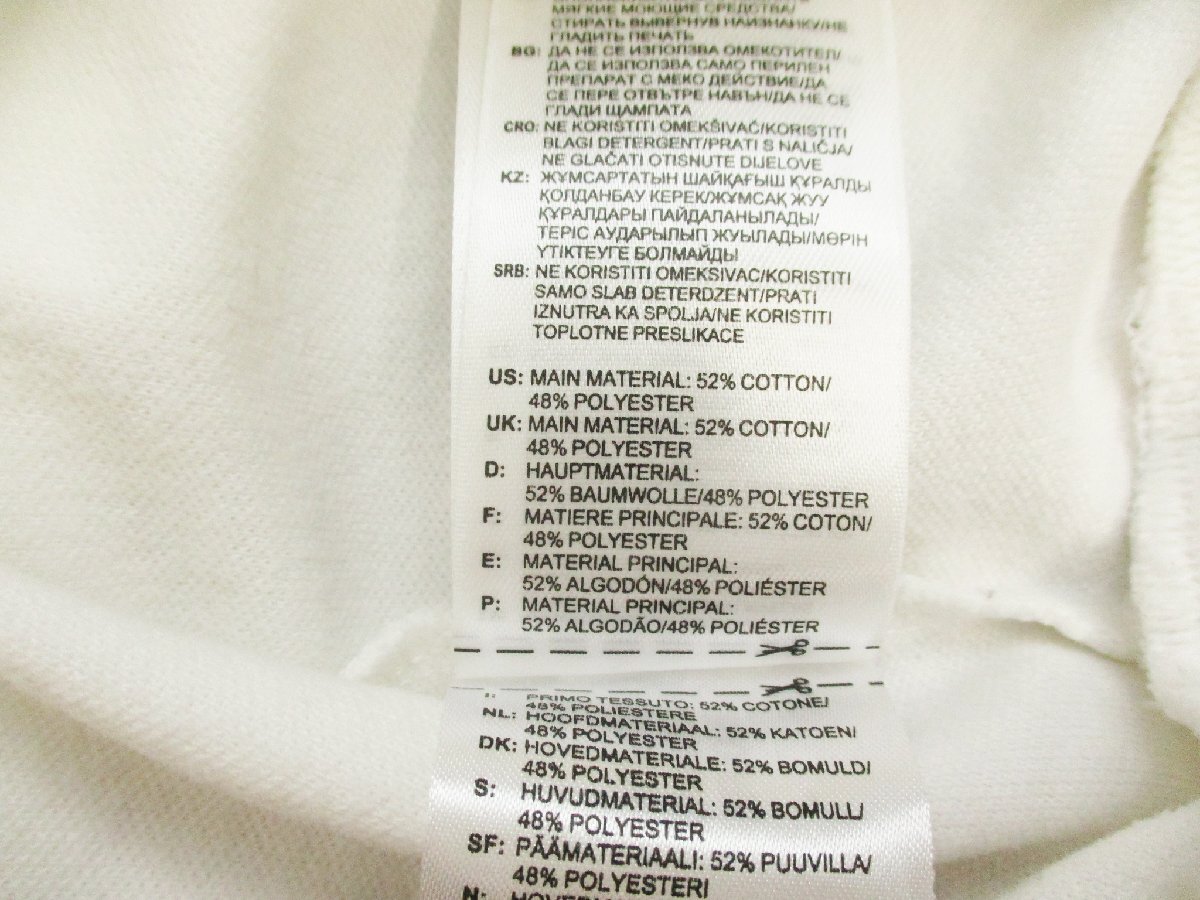 МЯГКИЕ МОЮЩИЕ СРЕДСТВА/
СТИРАТЬ ВЫВЕРНУВ НАИЗНАНКУ/НЕ
ГЛАДИТЬ ПЕЧАТЬ
BG: ДА НЕ СЕ ИЗПОЛЗВА ОМЕКОТИТЕЛ/
ДА СЕ ИЗПОЛЗВА САМО ПЕРИЛЕН
ПРЕПАРАТ С МЕКО ДЕЙСТВИЕ/ДА
СЕ ПЕРЕ ОТВЪТРЕ НАВЪН/ДА НЕ СЕ
ГЛАДИ ЩАМПАТА
CRO: NE KORISTITI OMEKŠIVAČ/KORISTITI
BLAGI DETERGENT/PRATI S NALIČJA/
NE GLAČATI OTISNUTE DIJELOVE
KZ: ЖҰМСАРТАТЫН ШАЙҚАҒЫШ ҚҰРАЛДЫ
ҚОЛДАНБАУ КЕРЕК/ЖҰМСАҚ ЖУУ
ҚҰРАЛДАРЫ ПАЙДАЛАНЫЛАДЫ/
ТЕРІС АУДАРЫЛЫП ЖУЫЛАДЫ/МӨРІН
ҮТІКТЕУГЕ БОЛМАЙДЫ
SRB: NE KORISTITI OMEKSIVAC/KORISTITI
SAMO SLAB DETERDZENT/PRATI
IZNUTRA KA SPOLJA/NE KORISTITI
TOPLOTNE PRESLIKACE
US: MAIN MATERIAL: 52% COTTON/
48% POLYESTER
UK: MAIN MATERIAL: 52% COTTON/
48% POLYESTER
D: HAUPTMATERIAL:
52% BAUMWOLLE/48% POLYESTER
F: MATIERE PRINCIPALE: 52% COTON/
48% POLYESTER
E: MATERIAL PRINCIPAL:
52% ALGODÓN/48% POLIÉSTER
P: MATERIAL PRINCIPAL:
52% ALGODÃO/48% POLIÉSTER
I: PRIMO TESSUTO: 52% COTONE/
48% POLIESTERE
NL: HOOFDMATERIAAL: 52% KATOEN/
48% POLYESTER
DK: HOVEDMATERIALE: 52% BOMULD/
48% POLYESTER
S: HUVUDMATERIAL: 52% BOMULL/
48% POLYESTER
SF: PÄÄMATERIAALI: 52% PUUVILLA/
48% POLYESTERI
N: